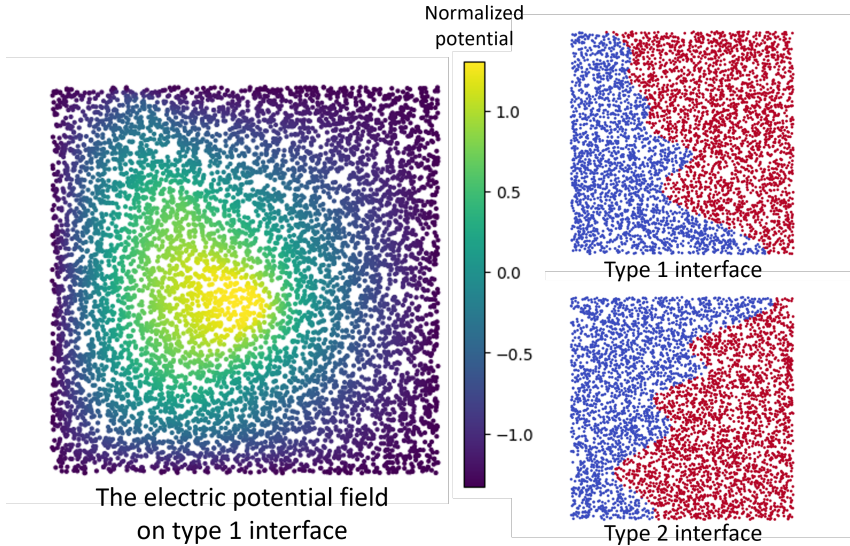 Normalized
potential
1.0
0.5
0.0
−0.5
−1.0
The electric potential field
on type 1 interface
Type 1 interface
Type 2 interface